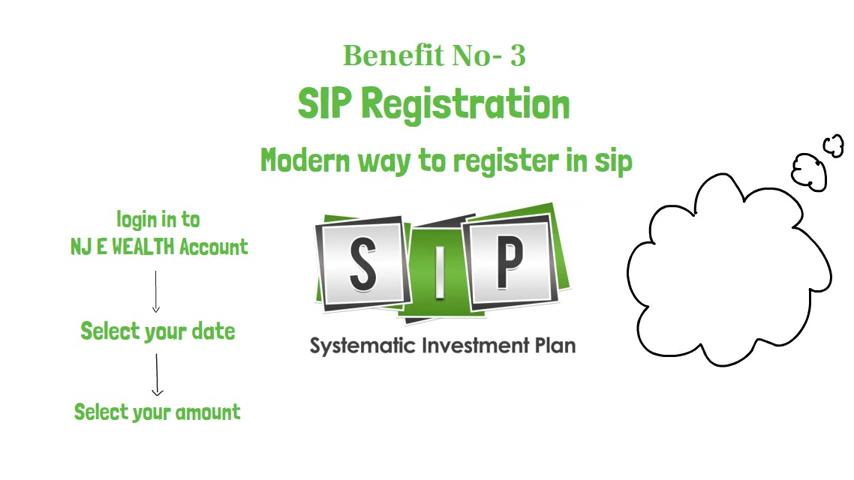 Benefit No- 3
SIP Registration
Modern way to register in sip
login in to
NJ E WEALTH Account
Select your date
Select your amount
S I P
Systematic Investment Plan